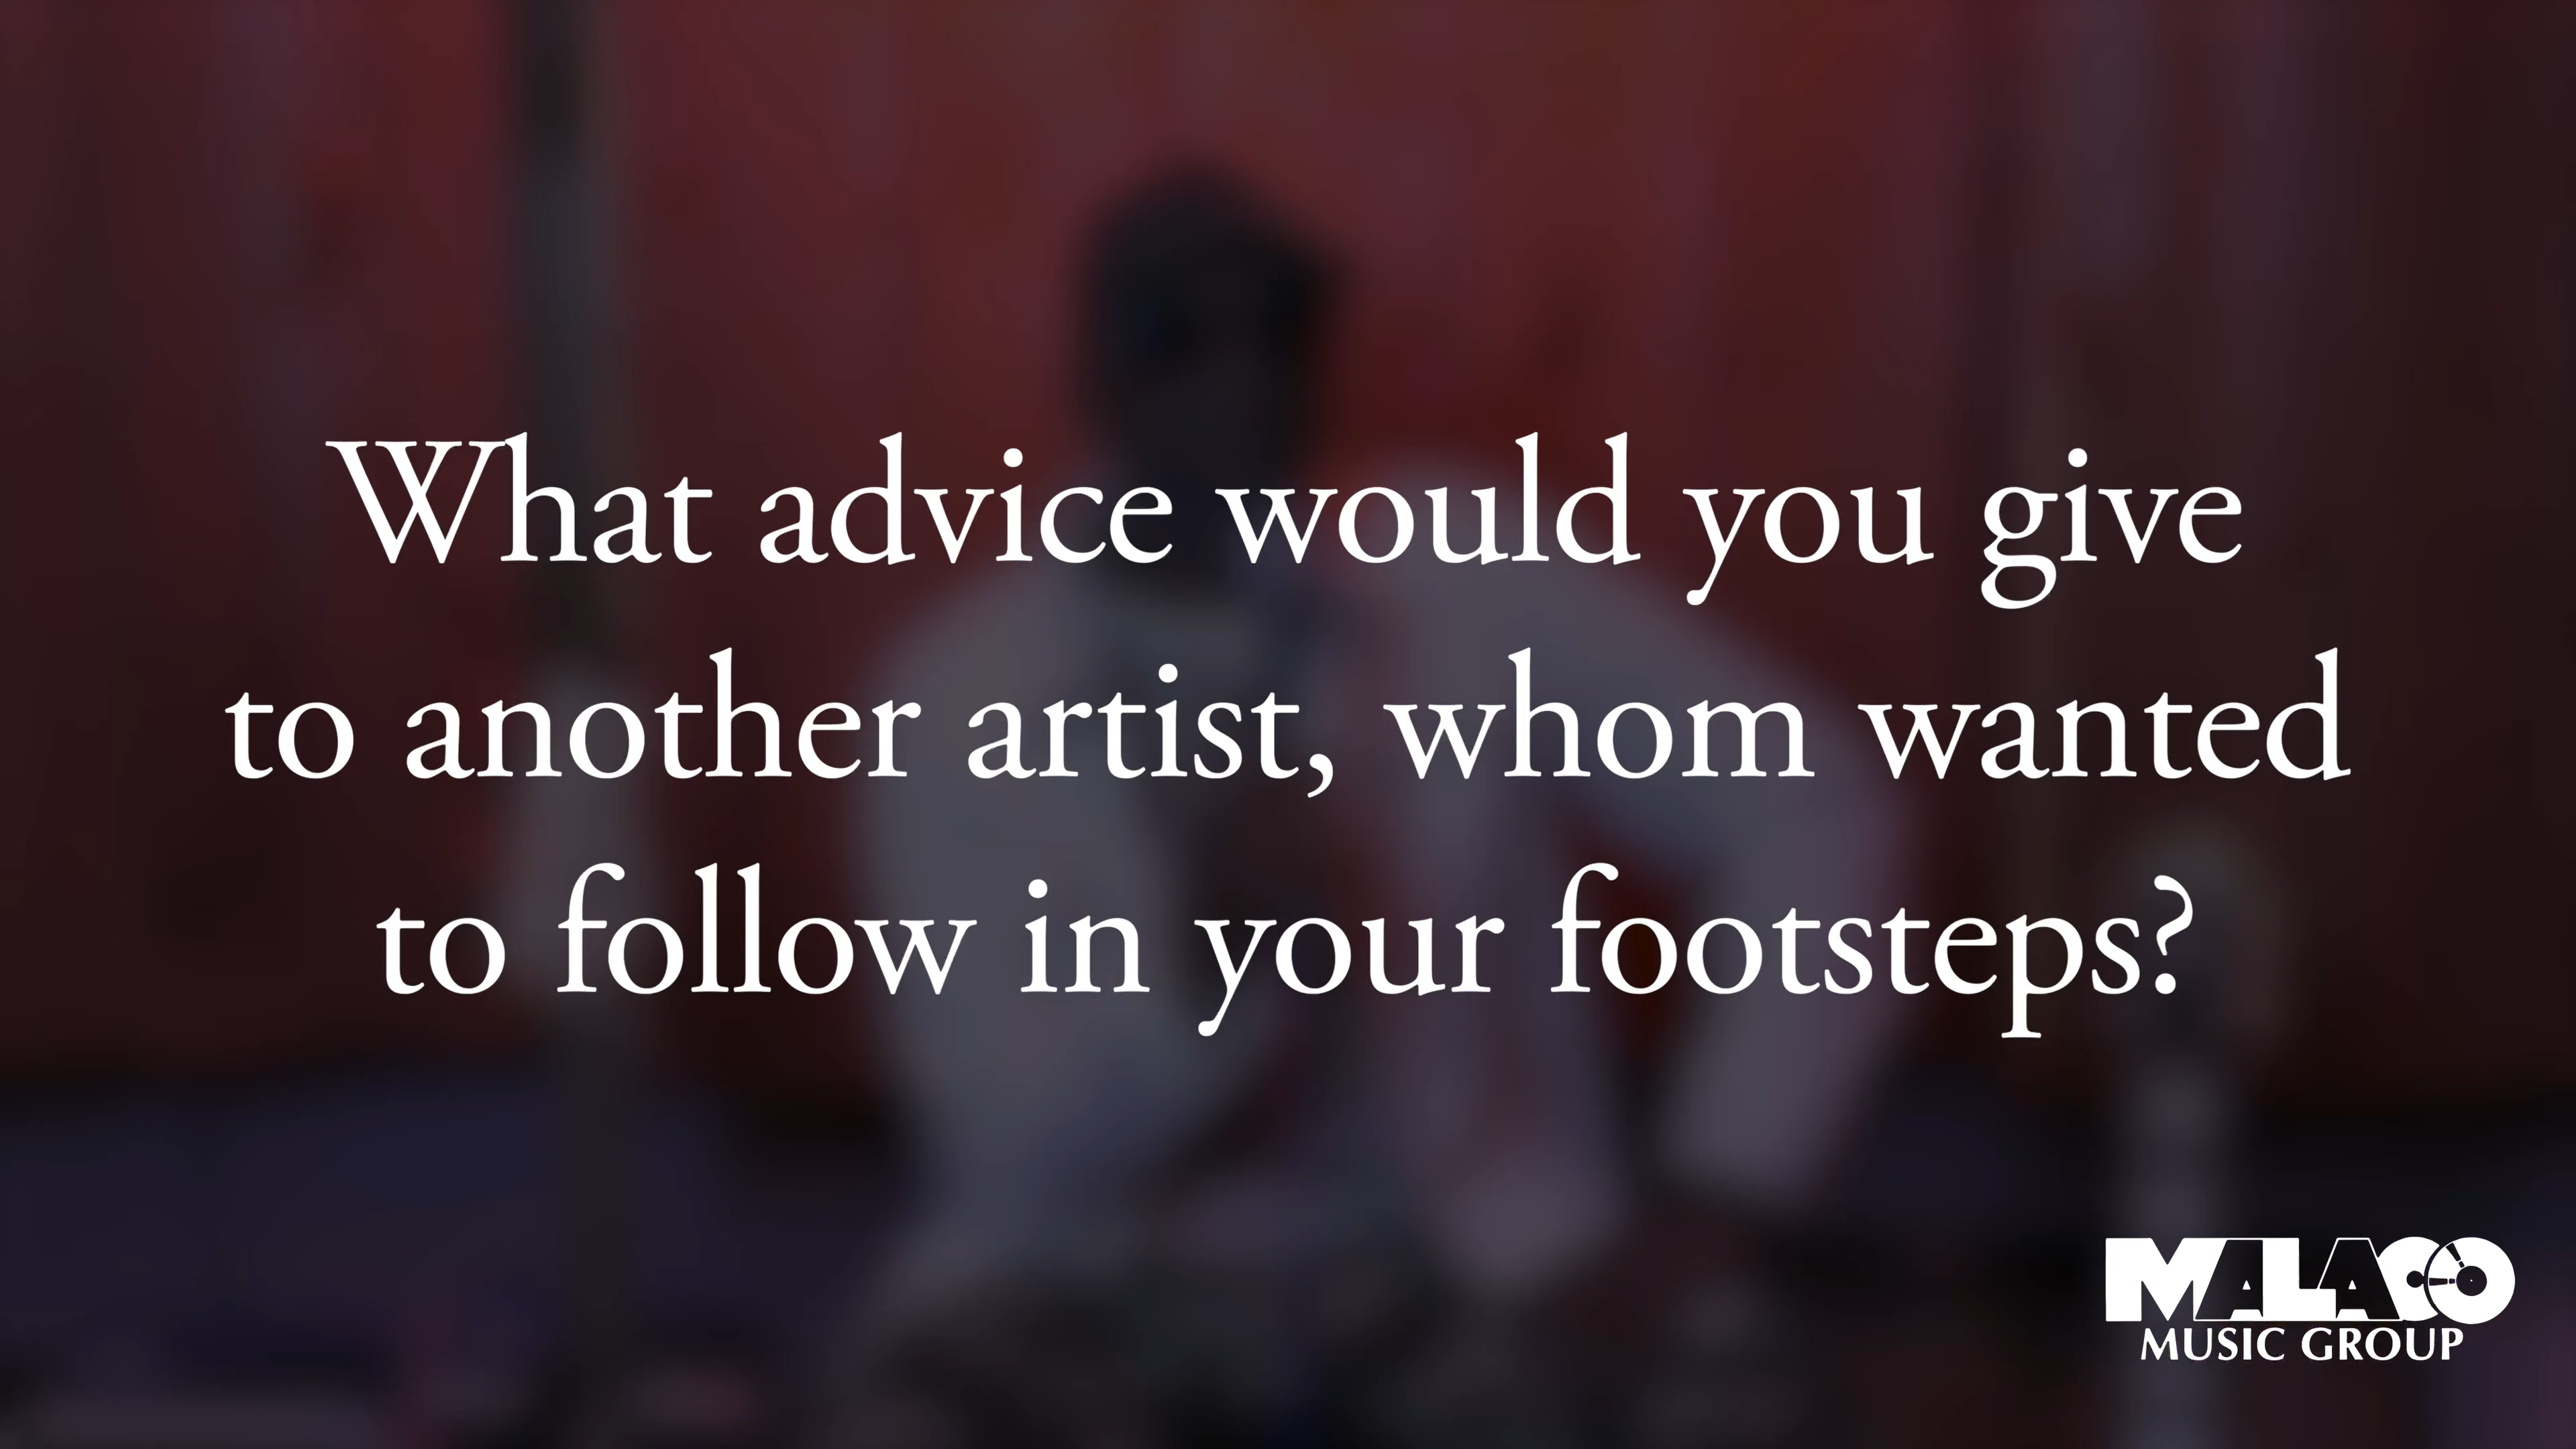 What advice would you give
to another artist, whom wanted
to follow in your footsteps?
MALACO
MUSIC GROUP